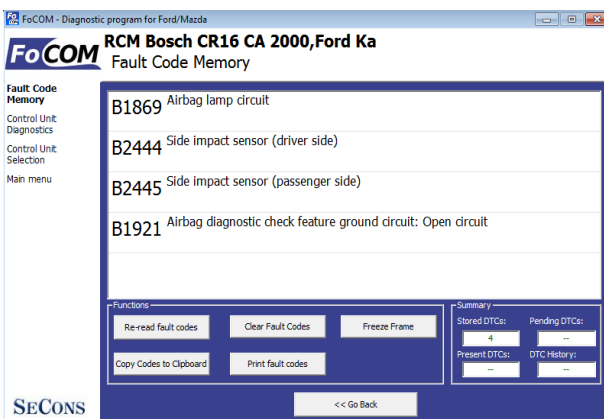 FoCOM - Diagnostic program for Ford/Mazda
FoCOM
RCM Bosch CR16 CA 2000,Ford Ka
Fault Code Memory
Fault Code
Memory
Control Unit
Diagnostics
Control Unit
Selection
Main menu
B1869 Airbag lamp circuit
B2444 Side impact sensor (driver side)
B2445 Side impact sensor (passenger side)
B1921 Airbag diagnostic check feature ground circuit: Open circuit
Functions
Re-read fault codes
Clear Fault Codes
Freeze Frame
Copy Codes to Clipboard
Print fault codes
Summary
Stored DTCs: Pending DTCs:
4 --
Present DTCs: DTC History:
-- --
SECONS
<< Go Back